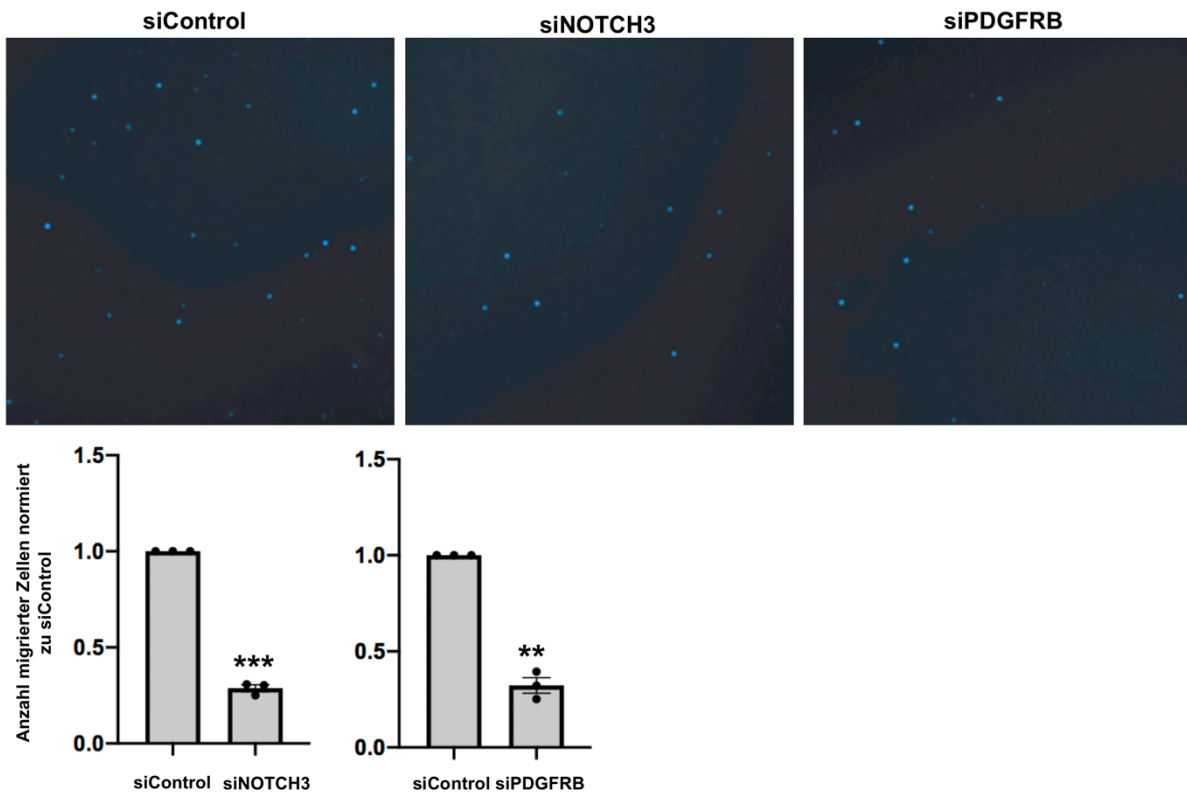 siControl
siNOTCH3
siPDGFRB
Anzahl migrierter Zellen normiert
zu siControl
1.5
1.0
0.5
0.0
***
siControl
siNOTCH3
1.5
1.0
0.5
0.0
**
siControl
siPDGFRB